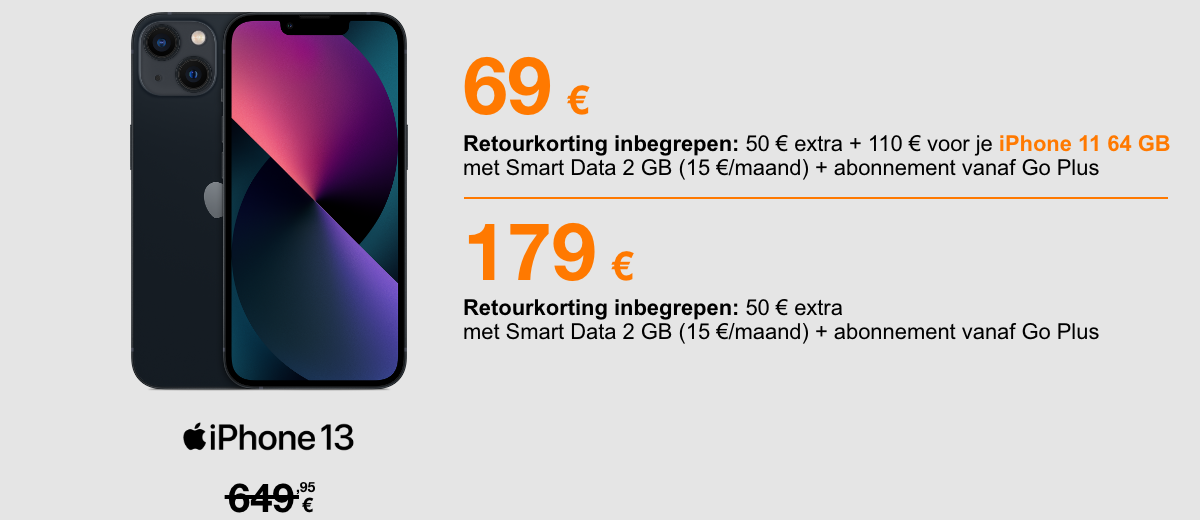 69 €
Retourkorting inbegrepen: 50 € extra + 110 € voor je iPhone 11 64 GB
met Smart Data 2 GB (15 €/maand) + abonnement vanaf Go Plus
179 €
Retourkorting inbegrepen: 50 € extra
met Smart Data 2 GB (15 €/maand) + abonnement vanaf Go Plus
iPhone 13
649,95 €